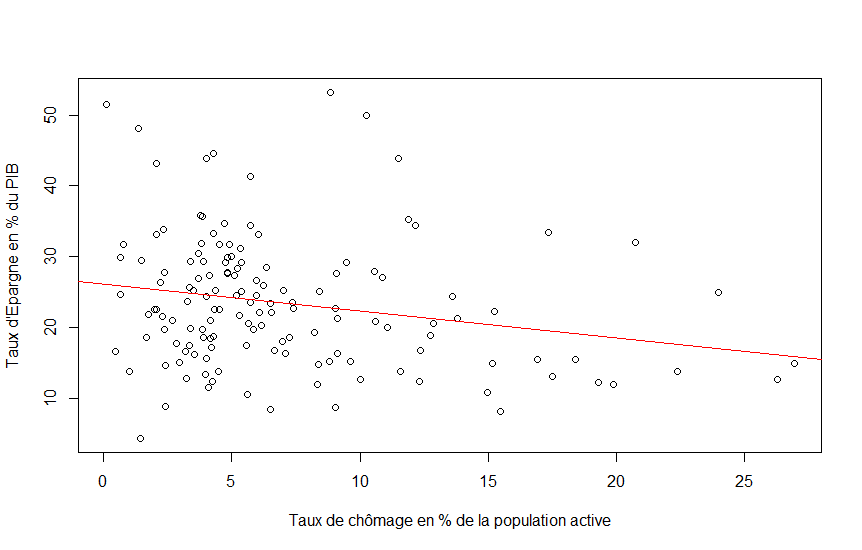 Taux d'Epargne en % du PIB
50
40
30
20
10
0 5 10 15 20 25
Taux de chômage en % de la population active